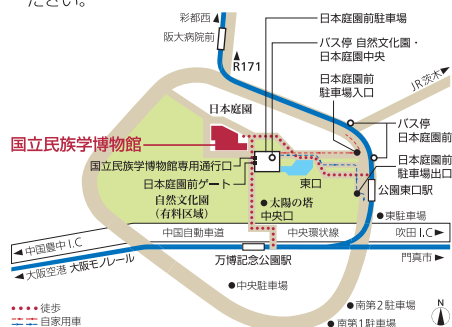 ださい。
彩都西▲
阪大病院前
▲
R171
日本庭園前駐車場
バス停 自然文化園・
日本庭園中央
日本庭園前
駐車場入口
JR茨木▶
日本庭園
国立民族学博物館
バス停
日本庭園前
国立民族学博物館専用通行口
日本庭園前ゲート
日本庭園前
駐車場出口
自然文化園
(有料区域)
東口
●太陽の塔
中央口
公園東口駅
●東駐車場
◀中国豊中 I.C
中国自動車道
中央環状線
吹田 I.C▶
◀大阪空港 大阪モノレール
万博記念公園駅
門真市▶
●中央駐車場
●南第2駐車場
●南第1駐車場
徒歩
自家用車
N